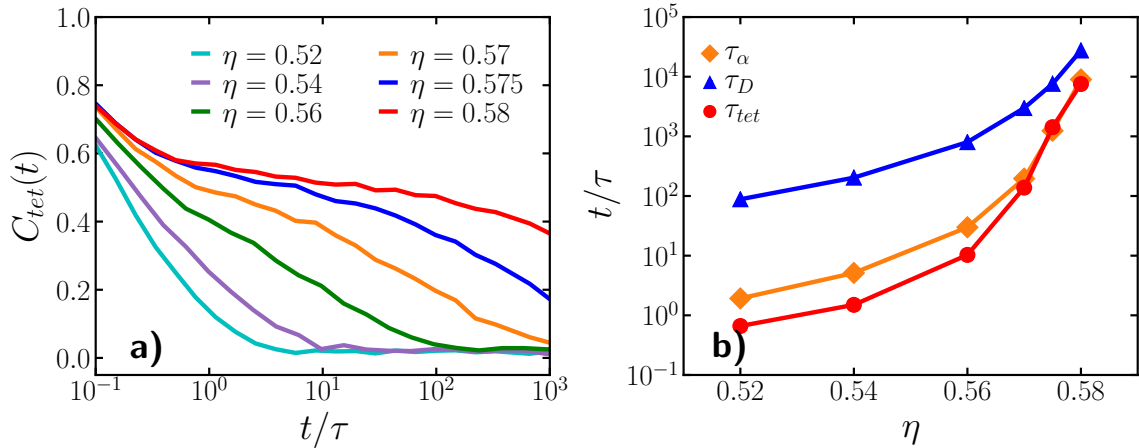 1.0
0.8
0.6
0.4
0.2
0.0
C_{tet}(t)
η = 0.52
η = 0.54
η = 0.56
η = 0.57
η = 0.575
η = 0.58
a)
10^{-1}
10^{0}
10^{1}
10^{2}
10^{3}
t/τ
10^{5}
10^{4}
10^{3}
10^{2}
10^{1}
10^{0}
10^{-1}
t/τ
τ_α
τ_D
τ_{tet}
b)
0.52
0.54
0.56
0.58
η